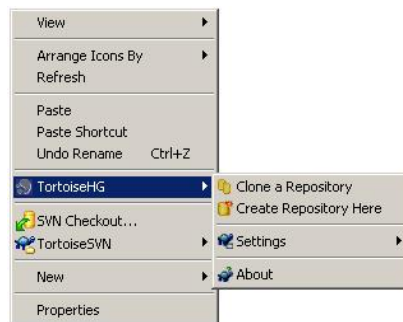 View
Arrange Icons By
Refresh
Paste
Paste Shortcut
Undo Rename Ctrl+Z
TortoiseHG
SVN Checkout...
TortoiseSVN
New
Properties
Clone a Repository
Create Repository Here
Settings
About